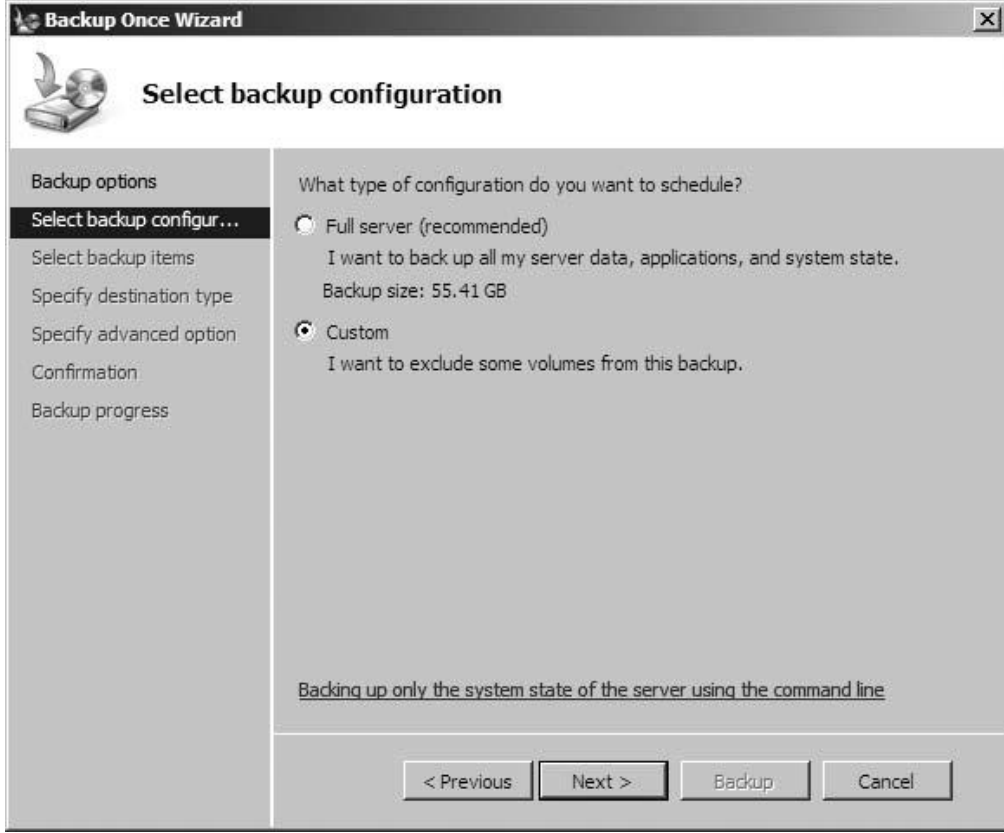 Backup Once Wizard
Select backup configuration
Backup options
Select backup configur...
Select backup items
Specify destination type
Specify advanced option
Confirmation
Backup progress
What type of configuration do you want to schedule?
Full server (recommended)
I want to back up all my server data, applications, and system state.
Backup size: 55.41 GB
Custom
I want to exclude some volumes from this backup.
Backing up only the system state of the server using the command line
< Previous
Next >
Backup
Cancel